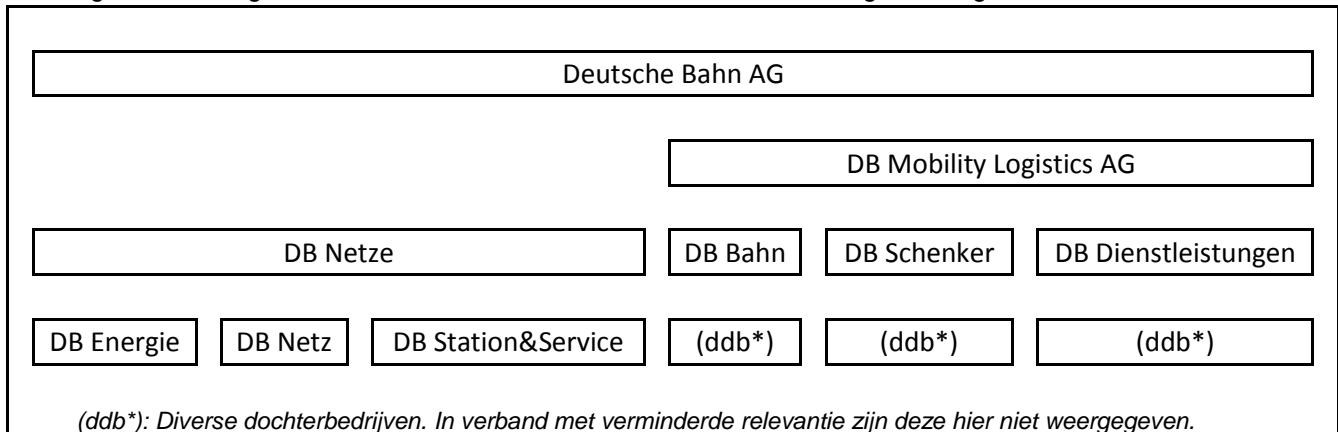 Deutsche Bahn AG
DB Mobility Logistics AG
DB Netze DB Bahn DB Schenker DB Dienstleistungen
DB Energie DB Netz DB Station&Service (ddb*) (ddb*) (ddb*)
(ddb*): Diverse dochterbedrijven. In verband met verminderde relevantie zijn deze hier niet weergegeven.